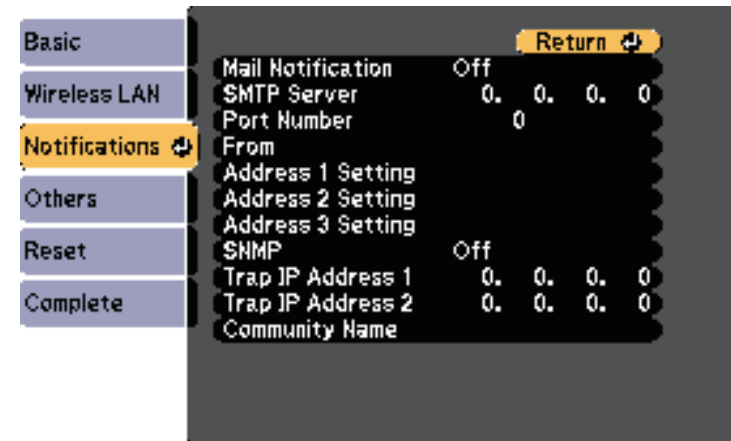 Basic
Wireless LAN
Notifications
Others
Reset
Complete
Return
Mail Notification Off
SMTP Server 0. 0. 0. 0
Port Number 0
From
Address 1 Setting
Address 2 Setting
Address 3 Setting
SNMP Off
Trap IP Address 1 0. 0. 0. 0
Trap IP Address 2 0. 0. 0. 0
Community Name